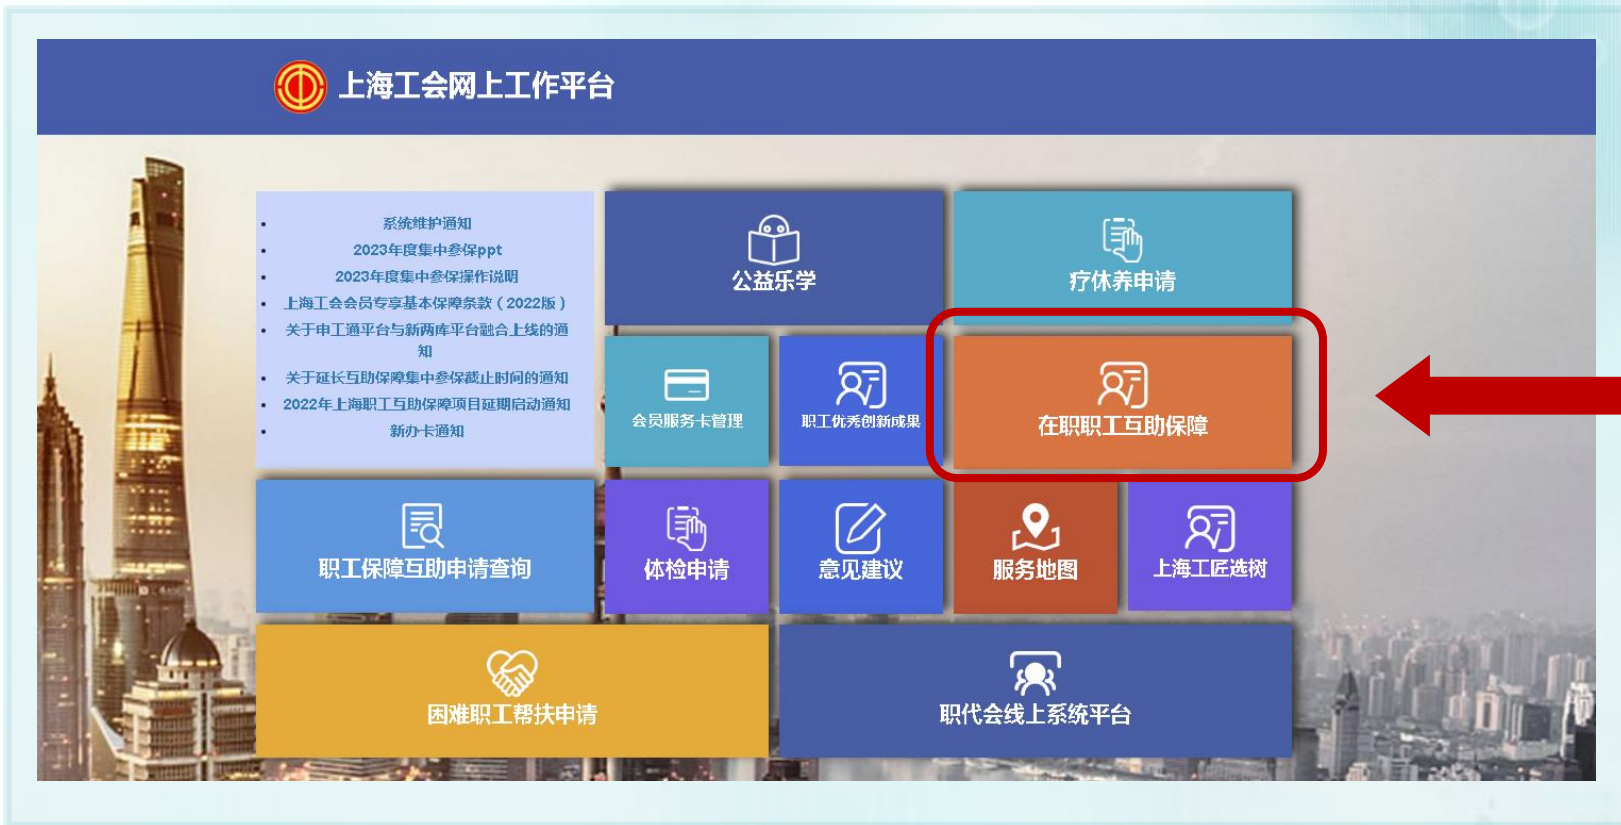 上海工会网上工作平台
系统维护通知
2023年度集中参保ppt
2023年度集中参保操作说明
上海工会会员专享基本保障条款（2022版）
关于申工通平台与新两库平台融合上线的通
知
关于延长互助保障集中参保截止时间的通知
2022年上海职工互助保障项目延期启动通知
新办卡通知
公益乐学
疗休养申请
会员服务卡管理
职工优秀创新成果
在职职工互助保障
职工保障互助申请查询
体检申请
意见建议
服务地图
上海工匠选树
困难职工帮扶申请
职代会线上系统平台